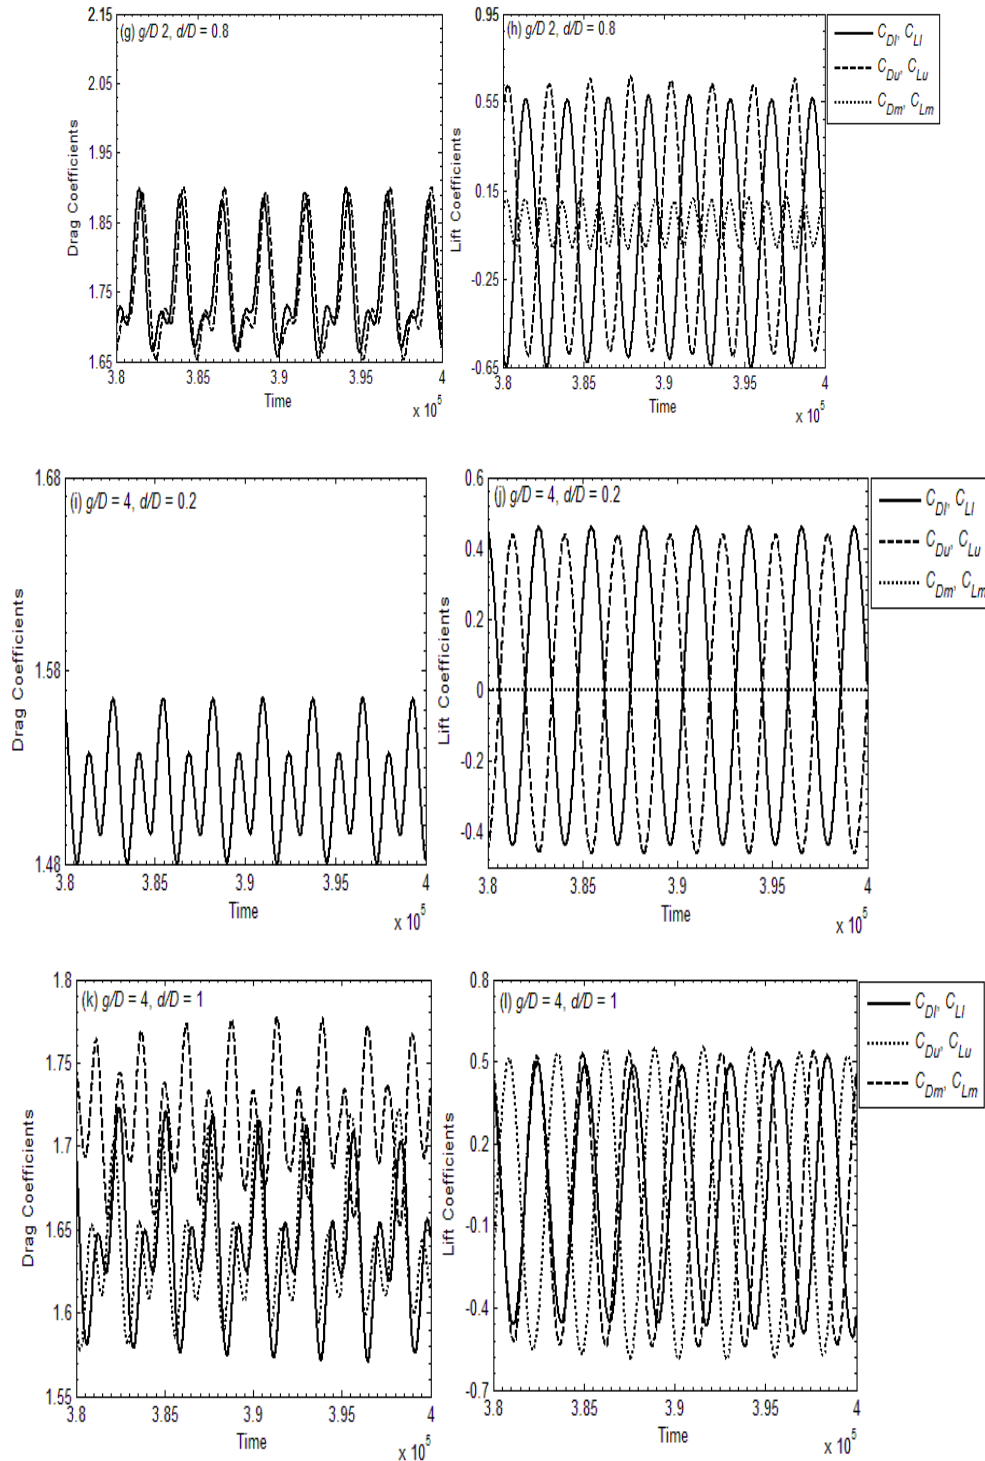 (g) g/D 2, d/D = 0.8
2.15
2.05
1.95
1.85
1.75
1.65
Drag Coefficients
3.8 3.85 3.9 3.95 4
Time
x 10^5
(h) g/D 2, d/D = 0.8
0.95
0.55
0.15
-0.25
-0.65
Lift Coefficients
3.8 3.85 3.9 3.95 4
Time
x 10^5
C_Dl, C_Ll
C_Du, C_Lu
C_Dm, C_Lm
(i) g/D = 4, d/D = 0.2
1.68
1.58
1.48
Drag Coefficients
3.8 3.85 3.9 3.95 4
Time
x 10^5
(j) g/D = 4, d/D = 0.2
0.6
0.4
0.2
0
-0.2
-0.4
Lift Coefficients
3.8 3.85 3.9 3.95 4
Time
x 10^5
C_Dl, C_Ll
C_Du, C_Lu
C_Dm, C_Lm
(k) g/D = 4, d/D = 1
1.8
1.75
1.7
1.65
1.6
1.55
Drag Coefficients
3.8 3.85 3.9 3.95 4
Time
x 10^5
(l) g/D = 4, d/D = 1
0.8
0.5
0.2
-0.1
-0.4
-0.7
Lift Coefficients
3.8 3.85 3.9 3.95 4
Time
x 10^5
C_Dl, C_Ll
C_Du, C_Lu
C_Dm, C_Lm